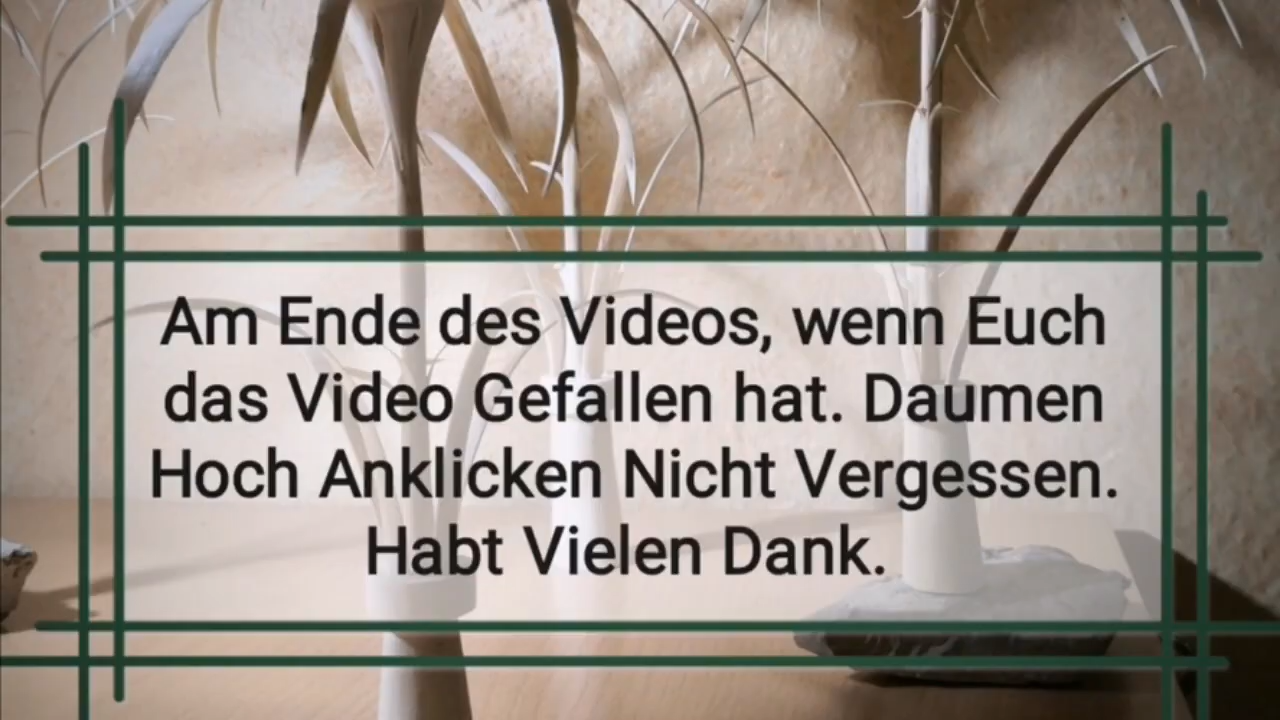 Am Ende des Videos, wenn Euch
das Video Gefallen hat. Daumen
Hoch Anklicken Nicht Vergessen.
Habt Vielen Dank.